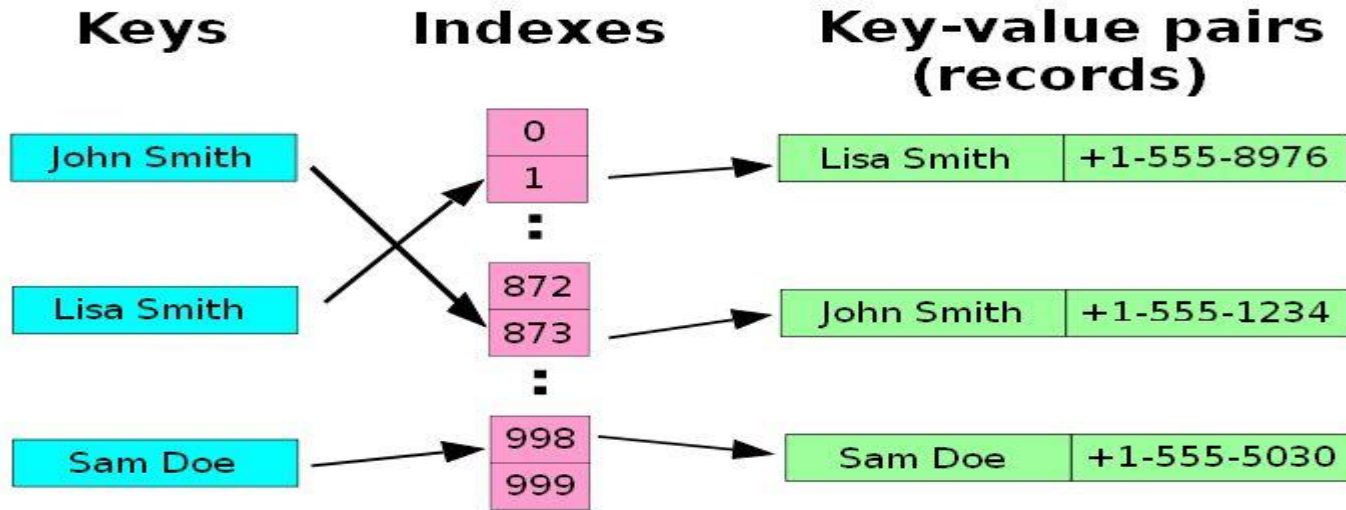 Keys Indexes Key-value pairs
(records)
0
John Smith 1 Lisa Smith +1-555-8976
:
872
Lisa Smith 873 John Smith +1-555-1234
:
998
Sam Doe 999 Sam Doe +1-555-5030